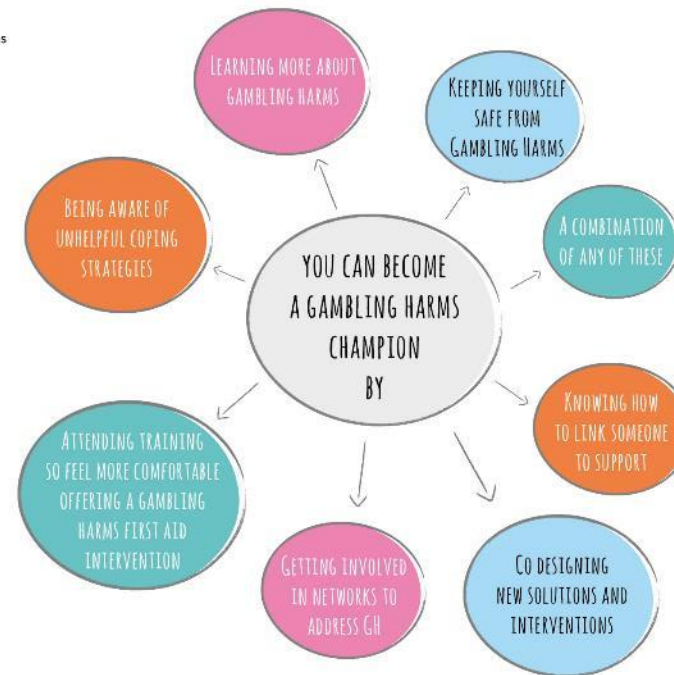 s
LEARNING MORE ABOUT
GAMBLING HARMS
KEEPING YOURSELF
SAFE FROM
GAMBLING HARMS
BEING AWARE OF
UNHELPFUL COPING
STRATEGIES
A COMBINATION
OF ANY OF THESE
YOU CAN BECOME
A GAMBLING HARMS
CHAMPION
BY
KNOWING HOW
TO LINK SOMEONE
TO SUPPORT
ATTENDING TRAINING
SO FEEL MORE COMFORTABLE
OFFERING A GAMBLING
HARMS FIRST AID
INTERVENTION
GETTING INVOLVED
IN NETWORKS TO
ADDRESS GH
CO DESIGNING
NEW SOLUTIONS AND
INTERVENTIONS